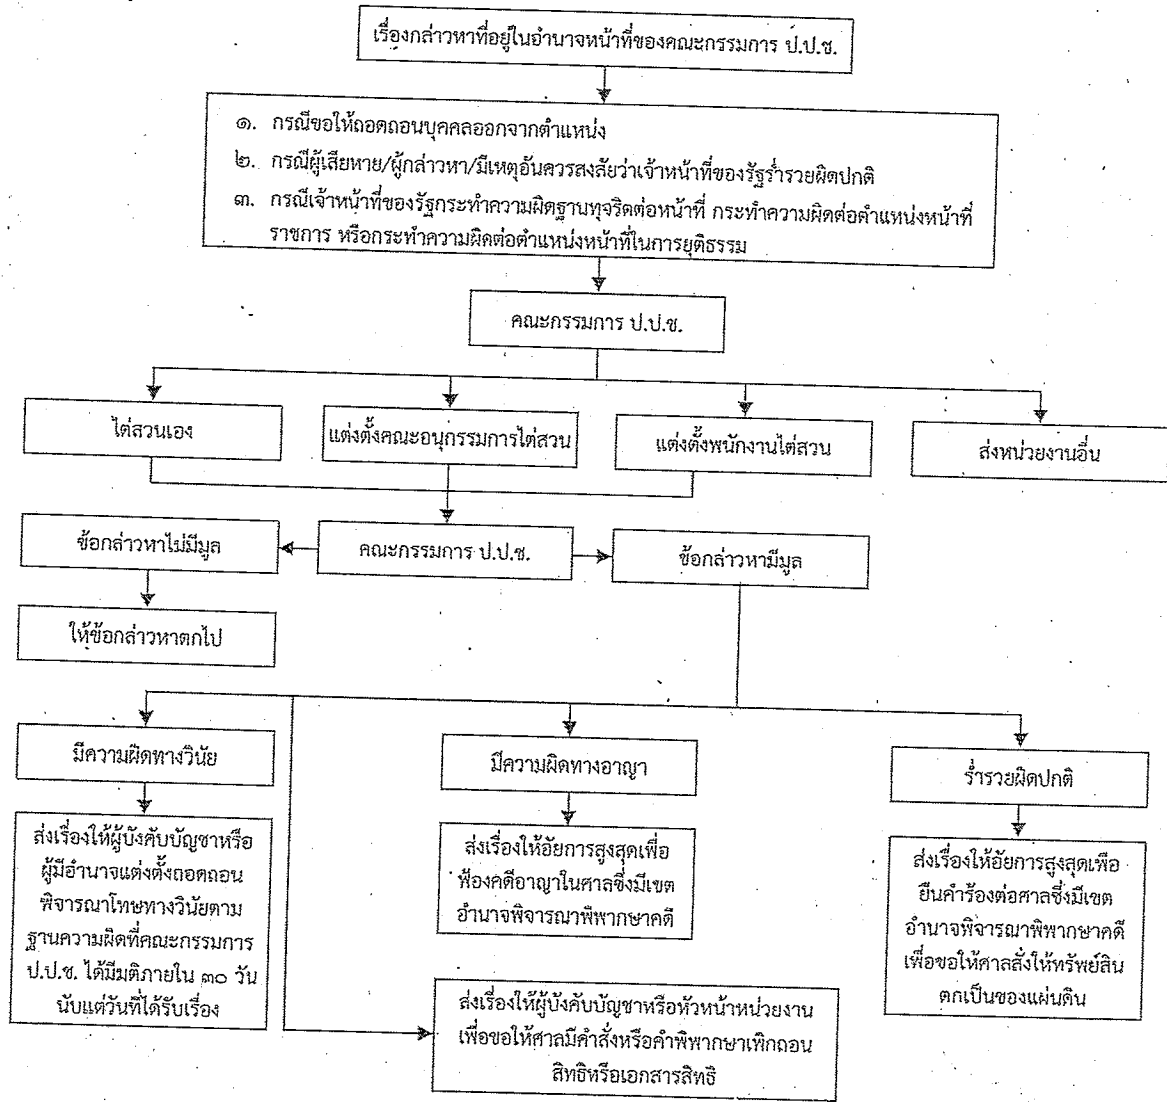 เรื่องกล่าวหาที่อยู่ในอำนาจหน้าที่ของคณะกรรมการ ป.ป.ช.
๑. กรณีขอให้ถอดถอนบุคคลออกจากตำแหน่ง
๒. กรณีผู้เสียหาย/ผู้กล่าวหา/มีเหตุอันควรสงสัยว่าเจ้าหน้าที่ของรัฐร่ำรวยผิดปกติ
๓. กรณีเจ้าหน้าที่ของรัฐกระทำความผิดฐานทุจริตต่อหน้าที่ กระทำความผิดต่อตำแหน่งหน้าที่
ราชการ หรือกระทำความผิดต่อตำแหน่งหน้าที่ในการยุติธรรม
คณะกรรมการ ป.ป.ช.
ไต่สวนเอง
แต่งตั้งคณะอนุกรรมการไต่สวน
แต่งตั้งพนักงานไต่สวน
ส่งหน่วยงานอื่น
ข้อกล่าวหาไม่มีมูล
คณะกรรมการ ป.ป.ช.
ข้อกล่าวหามีมูล
ให้ข้อกล่าวหาตกไป
มีความผิดทางวินัย
มีความผิดทางอาญา
ร่ำรวยผิดปกติ
ส่งเรื่องให้ผู้บังคับบัญชาหรือ
ผู้มีอำนาจแต่งตั้งถอดถอน
พิจารณาโทษทางวินัยตาม
ฐานความผิดที่คณะกรรมการ
ป.ป.ช. ได้มีมติภายใน ๓๐ วัน
นับแต่วันที่ได้รับเรื่อง
ส่งเรื่องให้อัยการสูงสุดเพื่อ
ฟ้องคดีอาญาในศาลซึ่งมีเขต
อำนาจพิจารณาพิพากษาคดี
ส่งเรื่องให้อัยการสูงสุดเพื่อ
ยืนคำร้องต่อศาลซึ่งมีเขต
อำนาจพิจารณาพิพากษาคดี
เพื่อขอให้ศาลสั่งให้ทรัพย์สิน
ตกเป็นของแผ่นดิน
ส่งเรื่องให้ผู้บังคับบัญชาหรือหัวหน้าหน่วยงาน
เพื่อขอให้ศาลมีคำสั่งหรือคำพิพากษาเพิกถอน
สิทธิหรือเอกสารสิทธิ